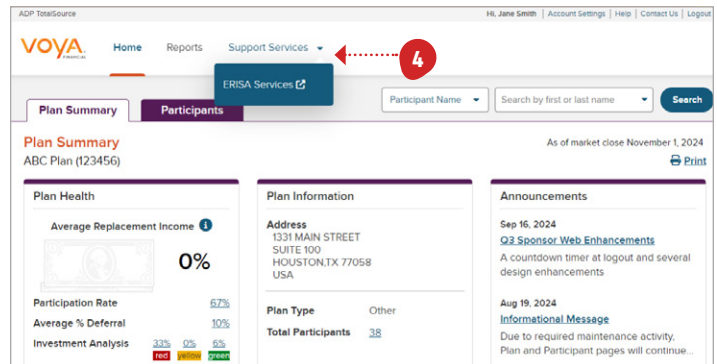 ADP TotalSource
Hi, Jane Smith | Account Settings | Help | Contact Us | Logout
VOYA FINANCIAL
Home Reports Support Services
4
ERISA Services
Plan Summary Participants
Participant Name Search by first or last name Search
Plan Summary
As of market close November 1, 2024
ABC Plan (123456)
Print
Plan Health
Average Replacement Income i
0%
Participation Rate 67%
Average % Deferral 10%
Investment Analysis 33% 0% 6%
red yellow green
Plan Information
Address
1331 MAIN STREET
SUITE 100
HOUSTON,TX 77058
USA
Plan Type Other
Total Participants 38
Announcements
Sep 16, 2024
Q3 Sponsor Web Enhancements
A countdown timer at logout and several
design enhancements
Aug 19, 2024
Informational Message
Due to required maintenance activity,
Plan and Participant pages will continue...